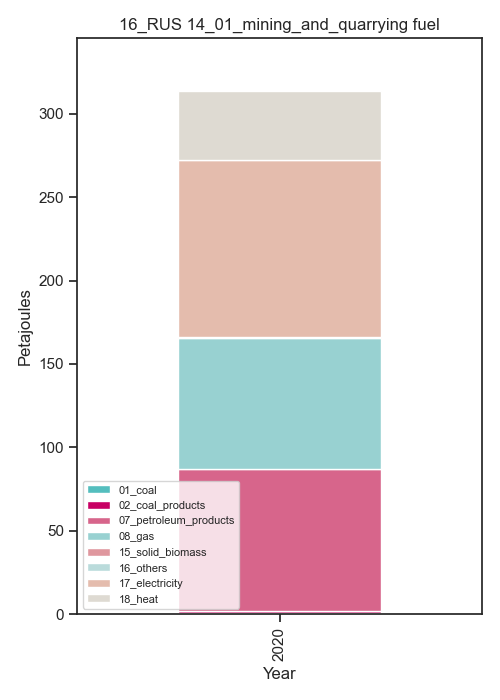 16_RUS 14_01_mining_and_quarrying fuel
300
250
200
150
100
50
0
Petajoules
01_coal
02_coal_products
07_petroleum_products
08_gas
15_solid_biomass
16_others
17_electricity
18_heat
2020
Year